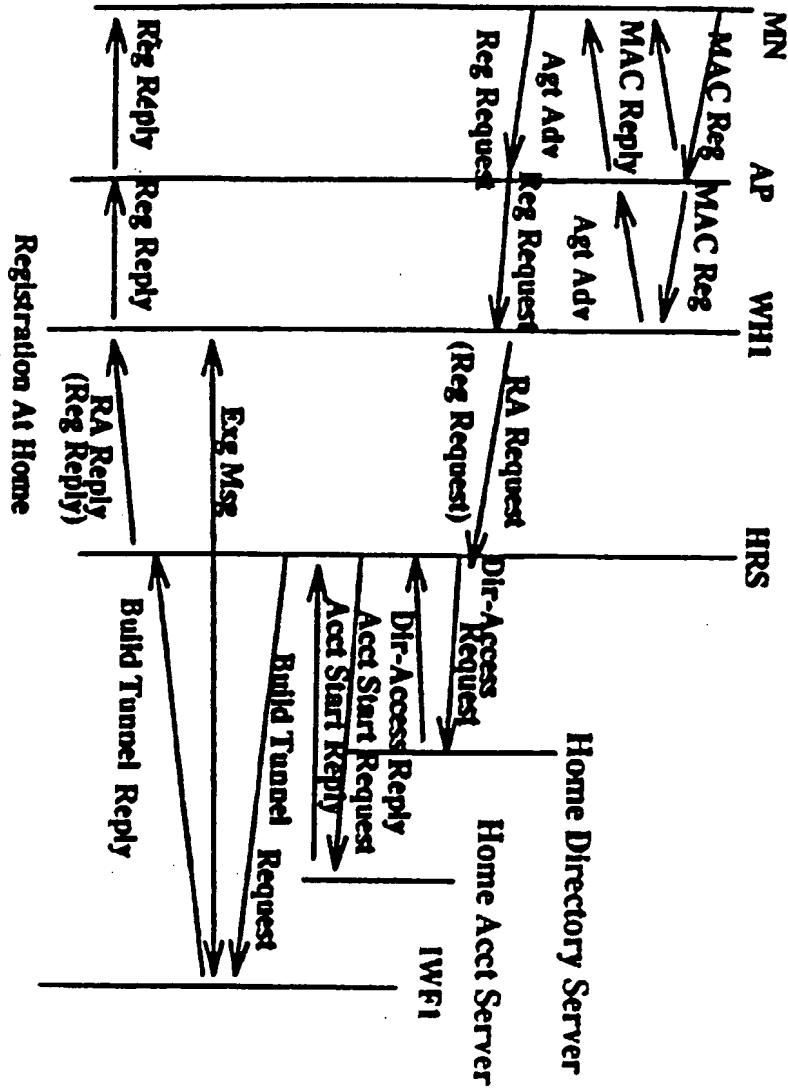 MN
AP
WH1
HRS
Home Directory Server
Home Acct Server
IWF1
MAC Reg
MAC Reg
MAC Reply
Agt Adv
Agt Adv
Reg Request
Reg Request
RA Request
(Reg Request)
Dir-Access
Request
Dir-Access Reply
Acct Start Request
Acct Start Reply
Build Tunnel Request
Exg Msg
Build Tunnel Reply
RA Reply
(Reg Reply)
Reg Reply
Reg Reply
Registration At Home